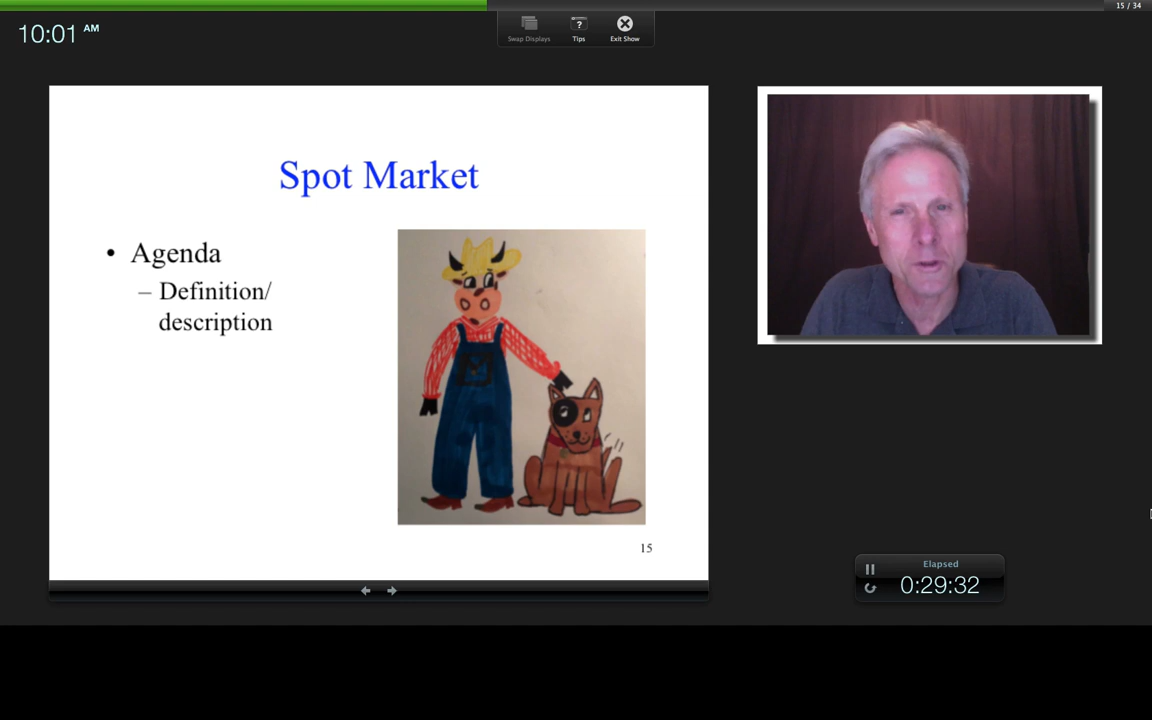 15 / 34
10:01 AM
Swap Displays
Tips
Exit Show
Spot Market
• Agenda
– Definition/
description
15
Elapsed
0:29:32